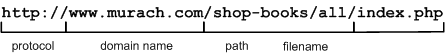 http://www.murach.com/shop-books/all/index.php
protocol domain name path filename